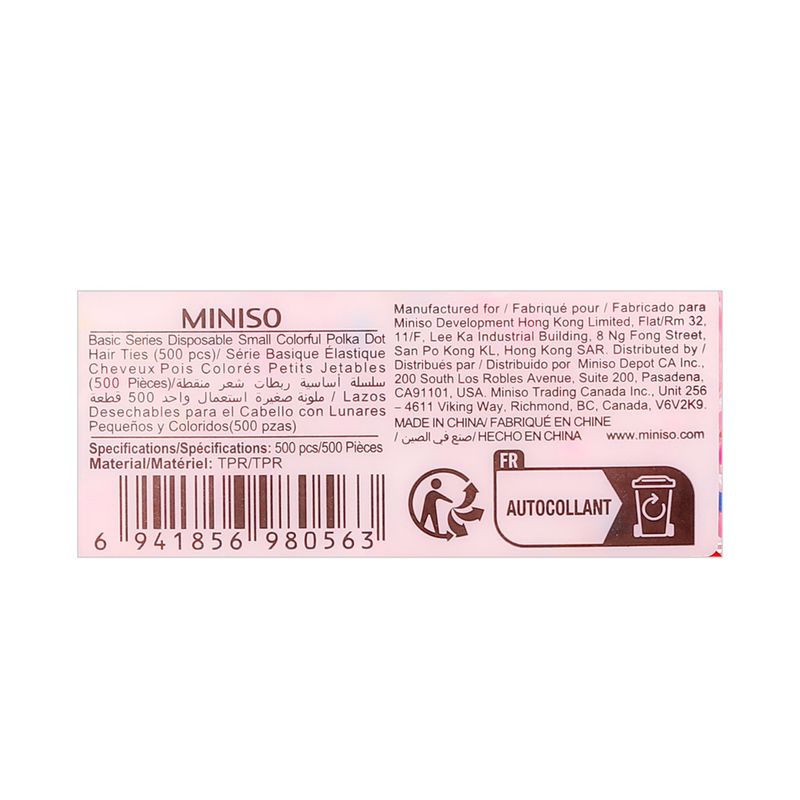 MINISO
Basic Series Disposable Small Colorful Polka Dot
Hair Ties (500 pcs)/ Série Basique Élastique
Cheveux Pois Colorés Petits Jetables
(500 Pièces)/سلسلة أساسية ربطات شعر منقطة
ملونة صغيرة استعمال واحد 500 قطعة / Lazos
Desechables para el Cabello con Lunares
Pequeños y Coloridos(500 pzas)
Specifications/Spécifications: 500 pcs/500 Pièces
Material/Matériel: TPR/TPR
6 941856 980563
Manufactured for / Fabriqué pour / Fabricado para
Miniso Development Hong Kong Limited, Flat/Rm 32,
11/F, Lee Ka Industrial Building, 8 Ng Fong Street,
San Po Kong KL, Hong Kong SAR. Distributed by /
Distribués par / Distribuido por Miniso Depot CA Inc.,
200 South Los Robles Avenue, Suite 200, Pasadena,
CA91101, USA. Miniso Trading Canada Inc., Unit 256
– 4611 Viking Way, Richmond, BC, Canada, V6V2K9.
MADE IN CHINA/ FABRIQUÉ EN CHINE
/ صنع في الصين/ HECHO EN CHINA www.miniso.com
FR
AUTOCOLLANT